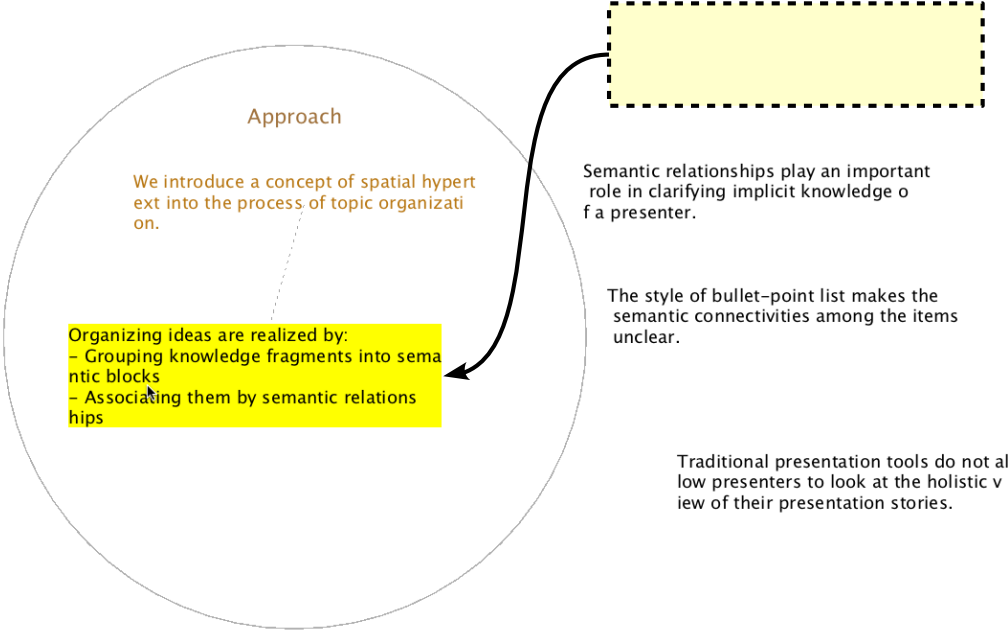 Approach
We introduce a concept of spatial hypert
ext into the process of topic organizati
on.
Organizing ideas are realized by:
– Grouping knowledge fragments into sema
ntic blocks
– Associating them by semantic relations
hips
Semantic relationships play an important
role in clarifying implicit knowledge o
f a presenter.
The style of bullet–point list makes the
semantic connectivities among the items
unclear.
Traditional presentation tools do not al
low presenters to look at the holistic v
iew of their presentation stories.